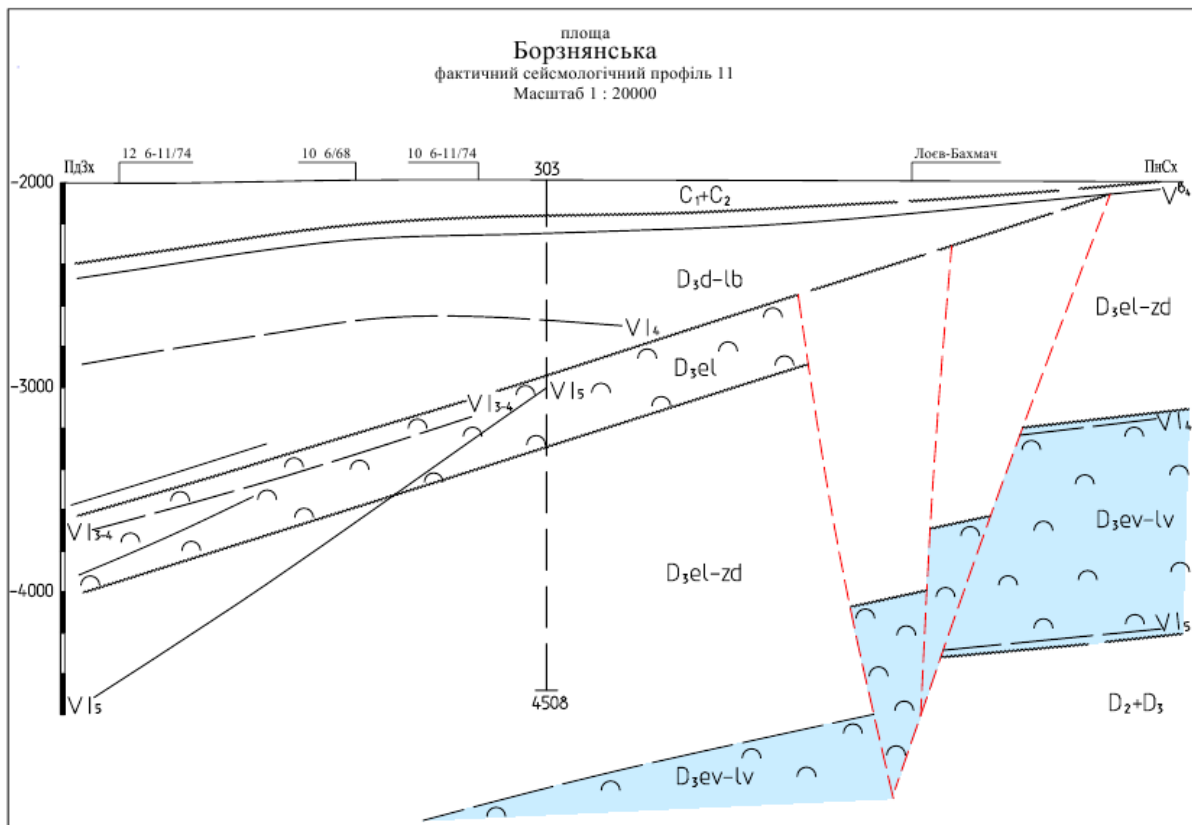 площа
Борзнянська
фактичний сейсмологічний профіль 11
Масштаб 1 : 20000
ПдЗх
12 6-11/74
10 6/68
10 6-11/74
303
Лоєв-Бахмач
ПнСх
-2000
C₁+C₂
D₃d-lb
VI₄
D₃el-zd
-3000
D₃el
VI₅
VI₃₋₄
VI₄
VI₃₋₄
D₃ev-lv
D₃el-zd
-4000
VI₅
VI₅
4508
D₂+D₃
D₃ev-lv